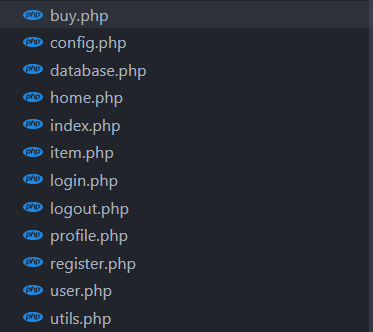 php buy.php
php config.php
php database.php
php home.php
php index.php
php item.php
php login.php
php logout.php
php profile.php
php register.php
php user.php
php utils.php